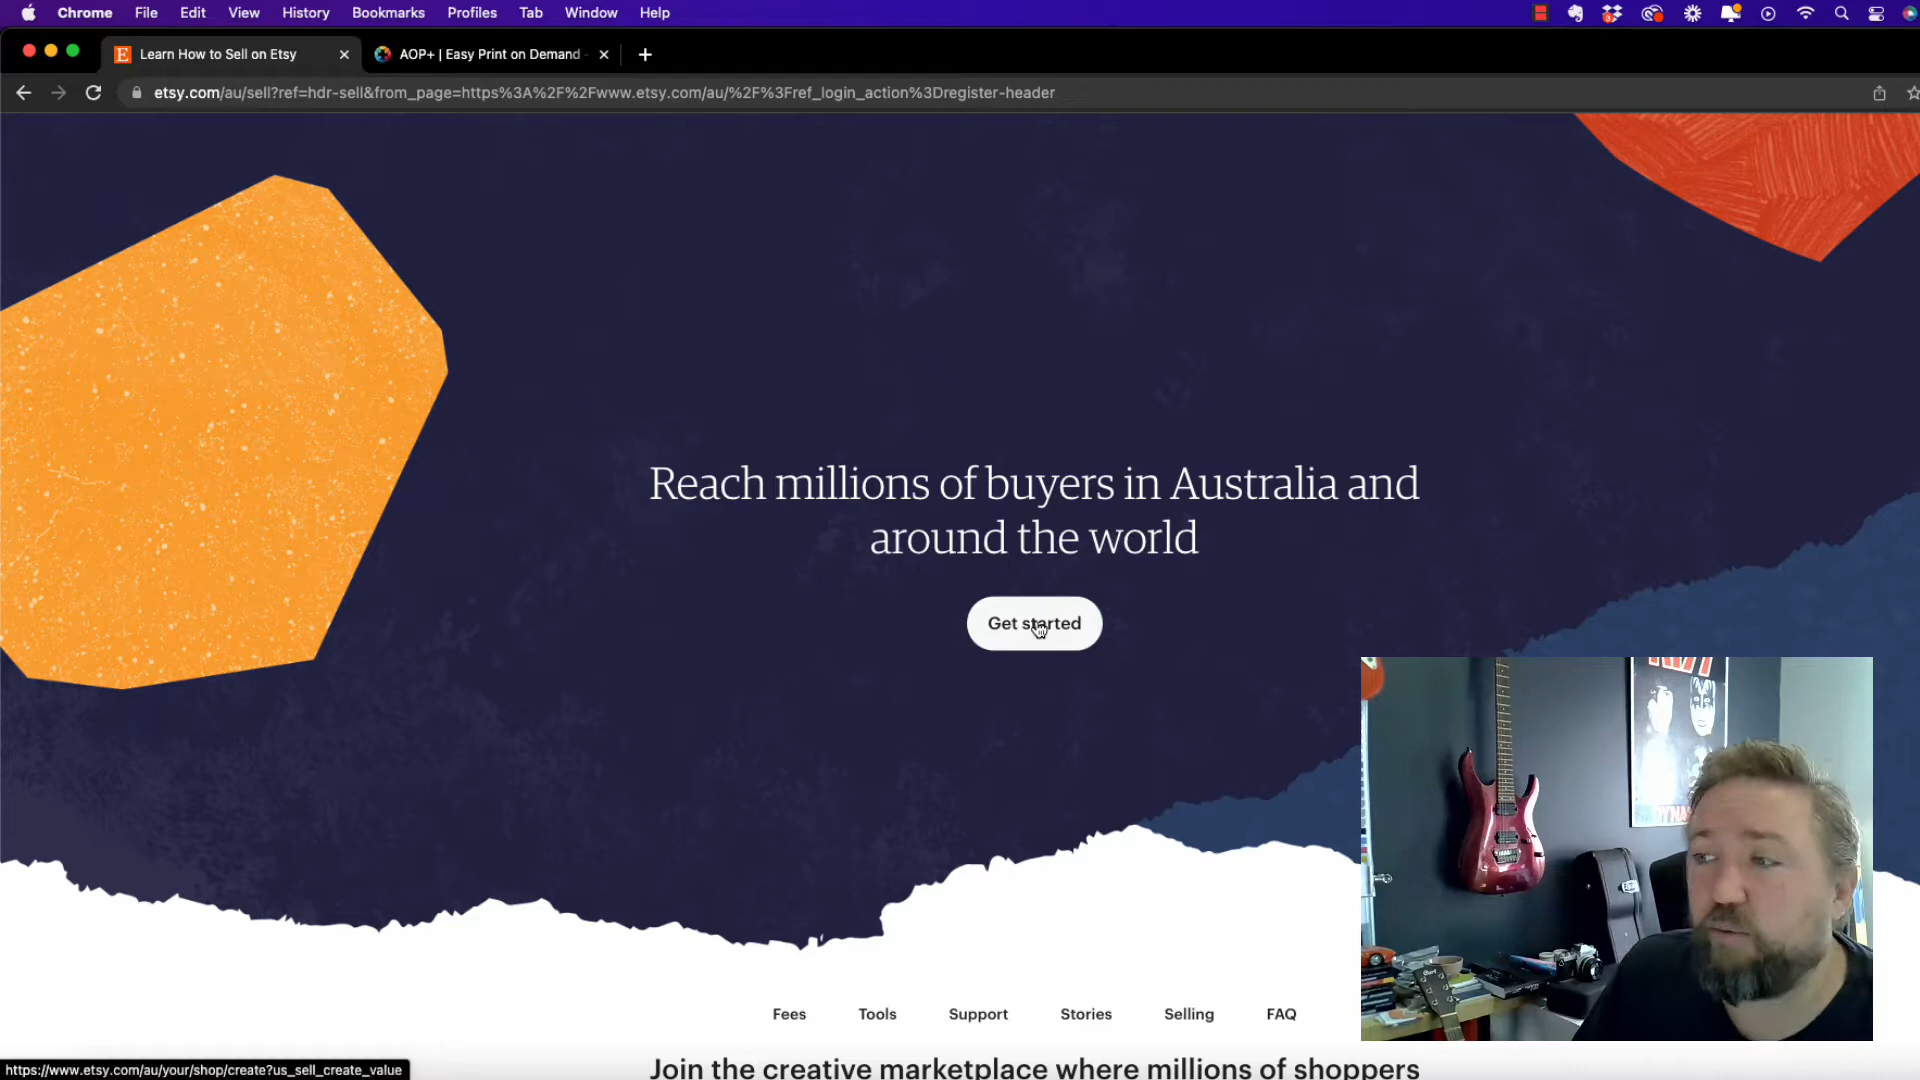 Chrome File Edit View History Bookmarks Profiles Tab Window Help
Learn How to Sell on Etsy
AOP+ | Easy Print on Demand
etsy.com/au/sell?ref=hdr-sell&from_page=https%3A%2F%2Fwww.etsy.com/au/%2F%3Fref_login_action%3Dregister-header
Reach millions of buyers in Australia and
around the world
Get started
Fees Tools Support Stories Selling FAQ
Join the creative marketplace where millions of shoppers
https://www.etsy.com/au/your/shop/create?us_sell_create_value